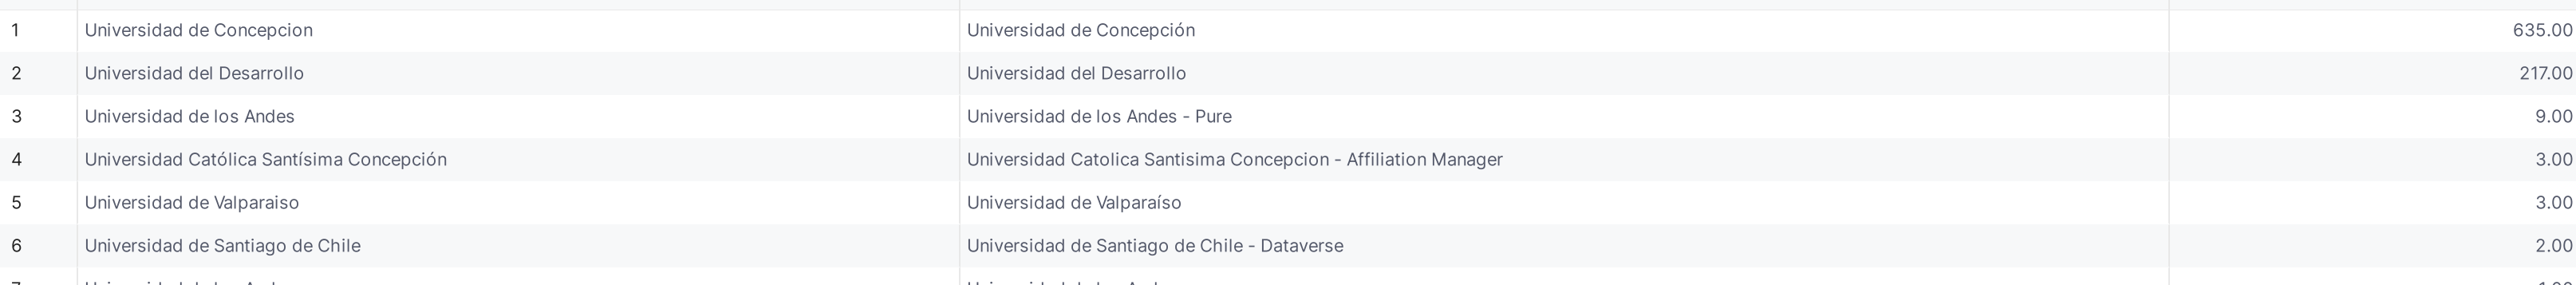 1 Universidad de Concepcion Universidad de Concepción 635.00
2 Universidad del Desarrollo Universidad del Desarrollo 217.00
3 Universidad de los Andes Universidad de los Andes - Pure 9.00
4 Universidad Católica Santísima Concepción Universidad Catolica Santisima Concepcion - Affiliation Manager 3.00
5 Universidad de Valparaiso Universidad de Valparaíso 3.00
6 Universidad de Santiago de Chile Universidad de Santiago de Chile - Dataverse 2.00